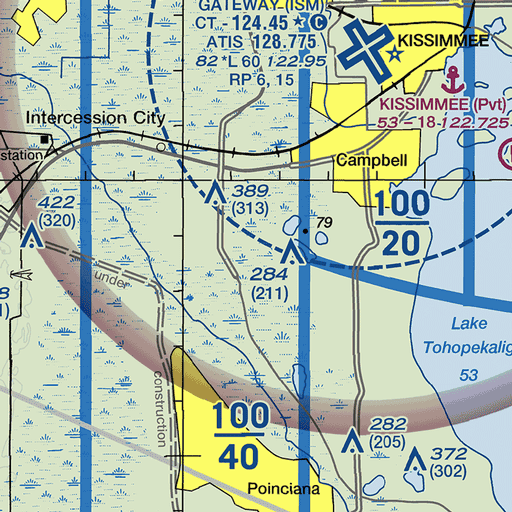 GATEWAY (ISM)
CT - 124.45 ★ C
ATIS 128.775
82 *L 60 122.95
RP 6, 15
KISSIMMEE
KISSIMMEE (Pvt)
53 - 18 122.725
Intercession City
station
Campbell
422
(320)
389
(313)
79
100
20
284
(211)
under
construction
Lake
Tohopekalig
53
100
40
282
(205)
372
(302)
Poinciana